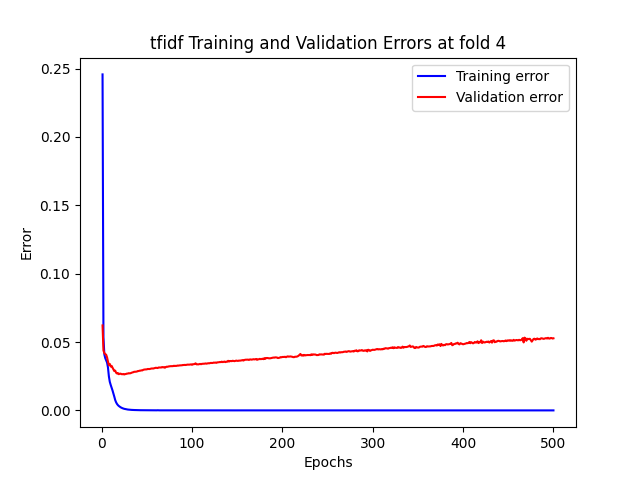 tfidf Training and Validation Errors at fold 4
Training error
Validation error
0.25
0.20
0.15
0.10
0.05
0.00
Error
0
100
200
300
400
500
Epochs